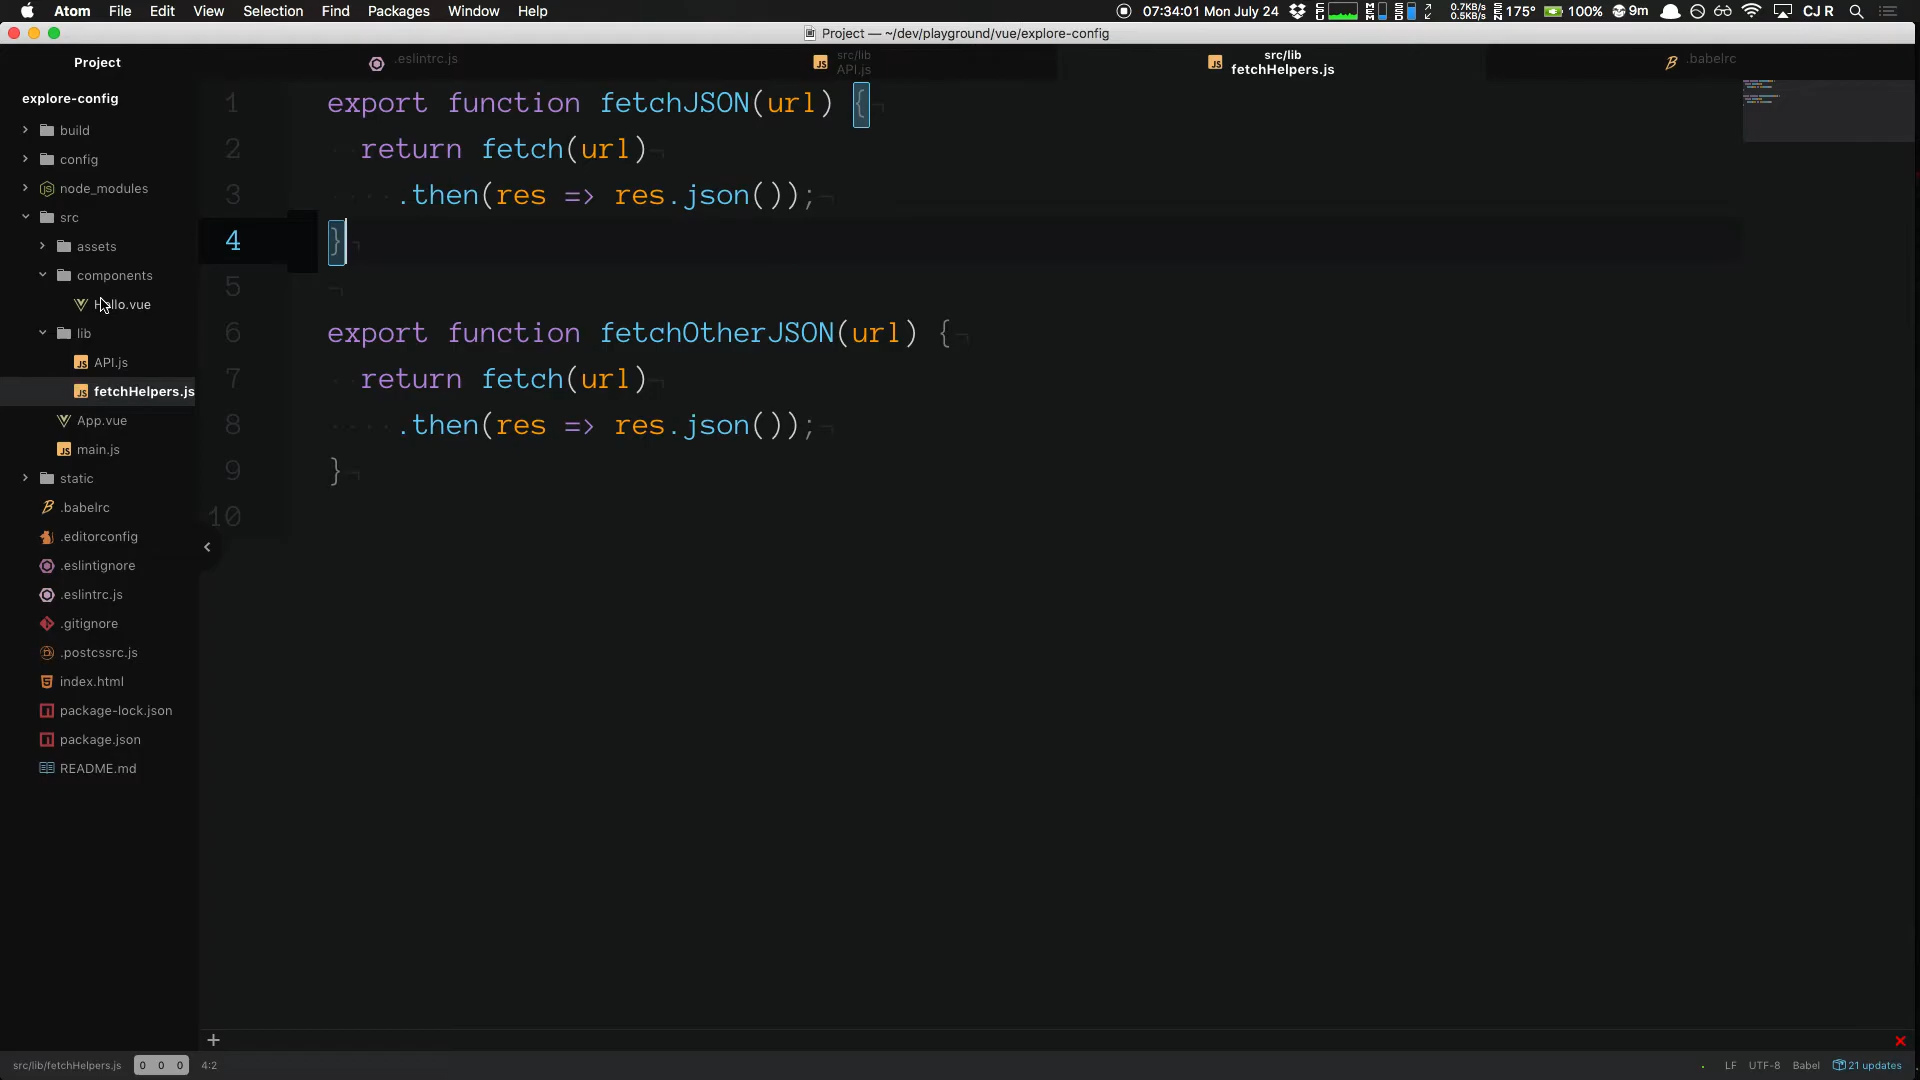 Atom File Edit View Selection Find Packages Window Help
07:34:01 Mon July 24
0.7KB/s
0.5KB/s
175° 100% 9m CJ R
Project — ~/dev/playground/vue/explore-config
Project
.eslintrc.js
src/lib
API.js
src/lib
fetchHelpers.js
.babelrc
explore-config
build
config
node_modules
src
assets
components
Hello.vue
lib
API.js
fetchHelpers.js
App.vue
main.js
static
.babelrc
.editorconfig
.eslintignore
.eslintrc.js
.gitignore
.postcssrc.js
index.html
package-lock.json
package.json
README.md
1 export function fetchJSON(url) {
2 return fetch(url)
3 .then(res => res.json());
4 }
5
6 export function fetchOtherJSON(url) {
7 return fetch(url)
8 .then(res => res.json());
9 }
10
src/lib/fetchHelpers.js 0 0 0 4:2
LF UTF-8 Babel 21 updates